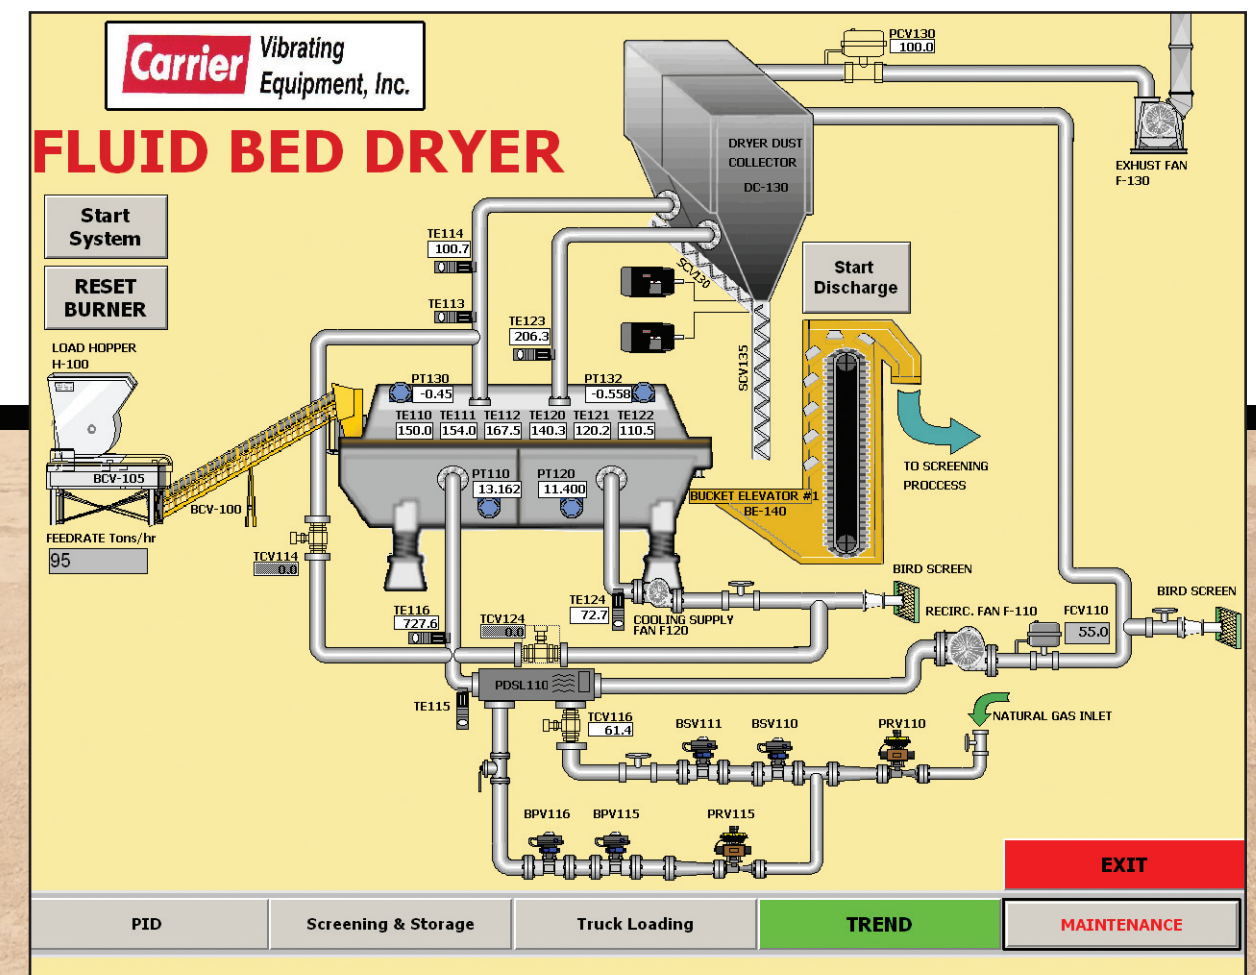 Carrier Vibrating
Equipment, Inc.
FLUID BED DRYER
PCV130
100.0
EXHUST FAN
F-130
DRYER DUST
COLLECTOR
DC-130
Start
System
RESET
BURNER
TE114
100.7
TE113
TE123
206.3
SCV130
SCV135
Start
Discharge
LOAD HOPPER
H-100
BCV-105
BCV-100
FEEDRATE Tons/hr
95
PT130
-0.45
PT132
-0.558
TE110 TE111 TE112 TE120 TE121 TE122
150.0 154.0 167.5 140.3 120.2 110.5
PT110
13.162
PT120
11.400
TO SCREENING
PROCCESS
BUCKET ELEVATOR #1
BE-140
TCV114
0.0
TE116
727.6
TCV124
0.0
TE124
72.7
COOLING SUPPLY
FAN F120
BIRD SCREEN
RECIRC. FAN F-110
FCV110
55.0
BIRD SCREEN
PDSL110
TE115
TCV116
61.4
BSV111
BSV110
PRV110
NATURAL GAS INLET
BPV116
BPV115
PRV115
EXIT
PID
Screening & Storage
Truck Loading
TREND
MAINTENANCE